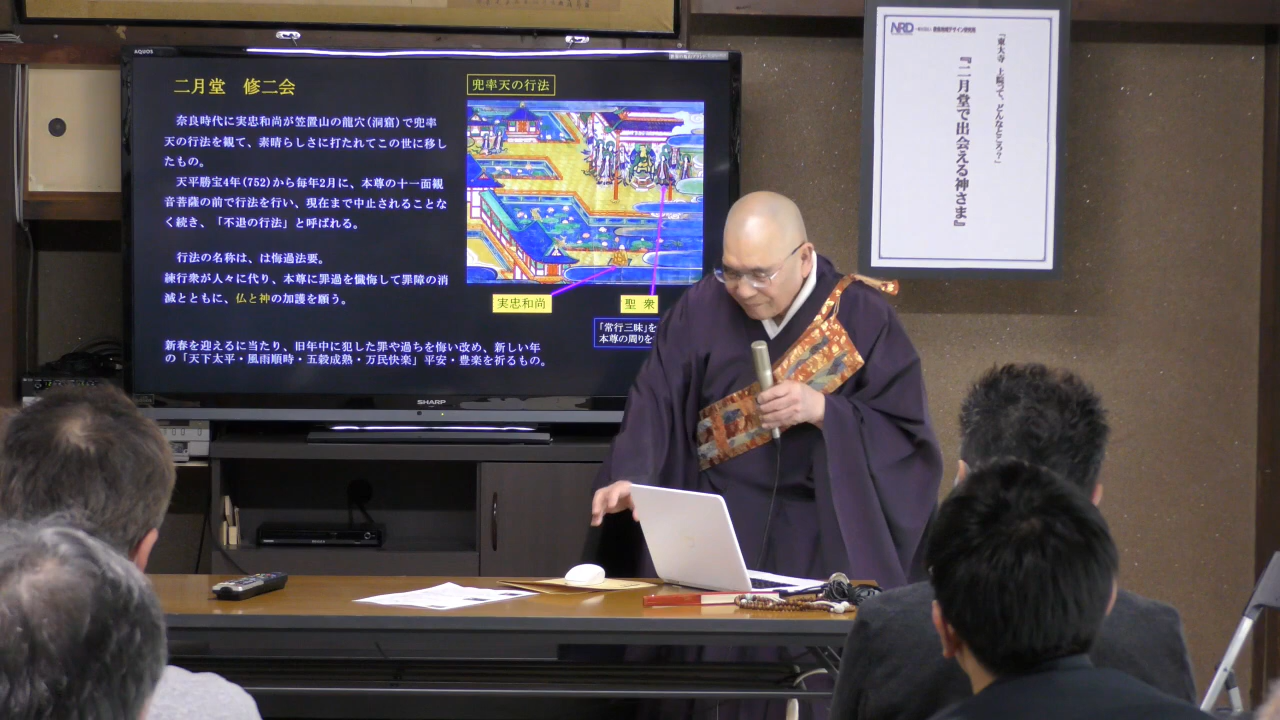 AQUOS
二月堂　修二会
奈良時代に実忠和尚が笠置山の龍穴(洞窟)で兜率
天の行法を観て、素晴らしさに打たれてこの世に移し
たもの。
天平勝宝4年(752)から毎年2月に、本尊の十一面観
音菩薩の前で行法を行い、現在まで中止されることな
く続き、「不退の行法」と呼ばれる。
行法の名称は、は悔過法要。
練行衆が人々に代り、本尊に罪過を懺悔して罪障の消
滅とともに、仏と神の加護を願う。
新春を迎えるに当たり、旧年中に犯した罪や過ちを悔い改め、新しい年
の「天下太平・風雨順時・五穀成熟・万民快楽」平安・豊楽を祈るもの。
兜率天の行法
実忠和尚
聖 衆
「常行三昧」を
本尊の周りを
SHARP
NRD
「東大寺　上院って、どんなところ？」
『二月堂で出会える神さま』